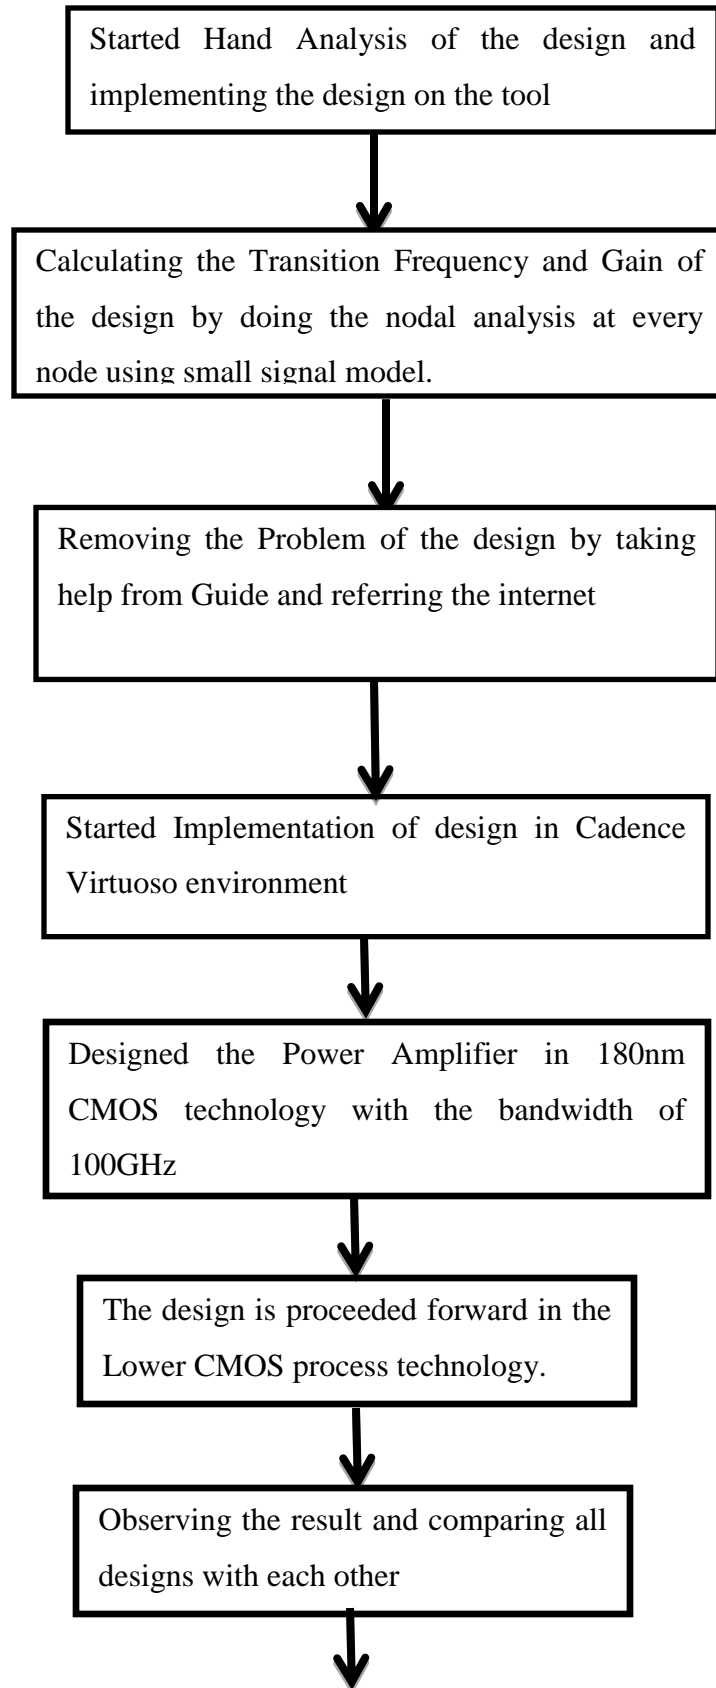 Started Hand Analysis of the design and
implementing the design on the tool
Calculating the Transition Frequency and Gain of
the design by doing the nodal analysis at every
node using small signal model.
Removing the Problem of the design by taking
help from Guide and referring the internet
Started Implementation of design in Cadence
Virtuoso environment
Designed the Power Amplifier in 180nm
CMOS technology with the bandwidth of
100GHz
The design is proceeded forward in the
Lower CMOS process technology.
Observing the result and comparing all
designs with each other